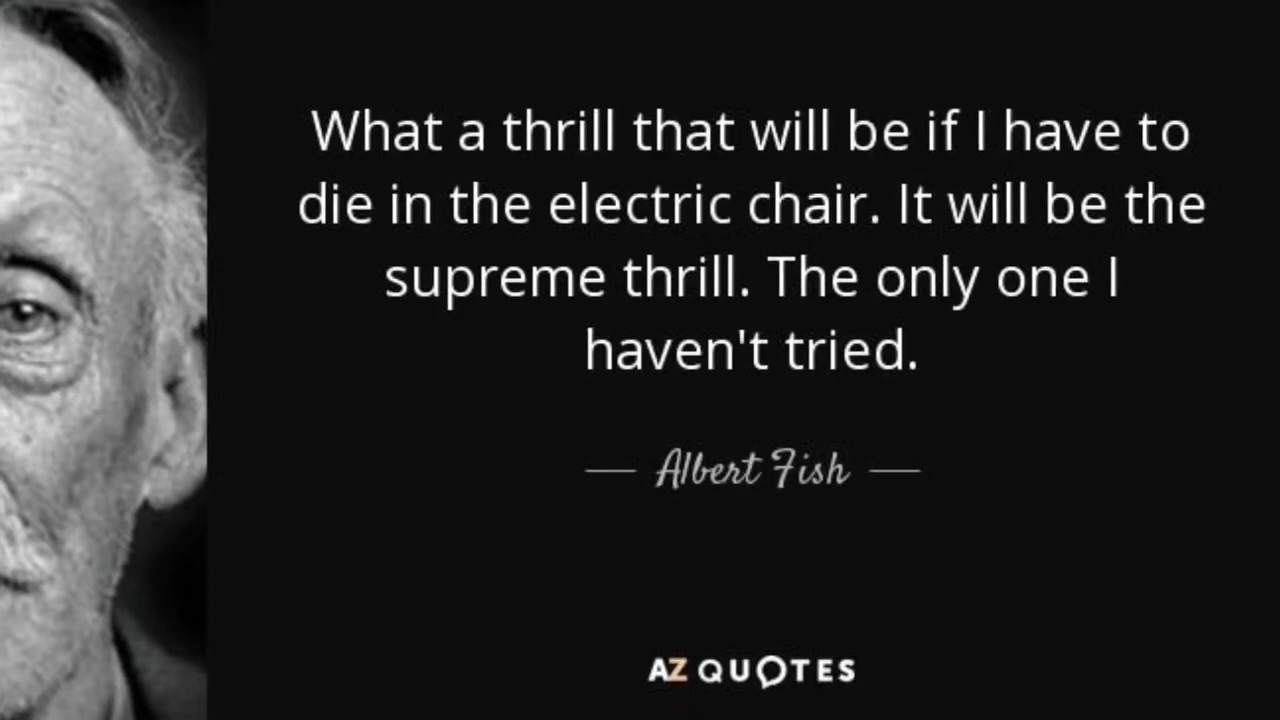 What a thrill that will be if I have to
die in the electric chair. It will be the
supreme thrill. The only one I
haven't tried.
Albert Fish
AZ QUOTES